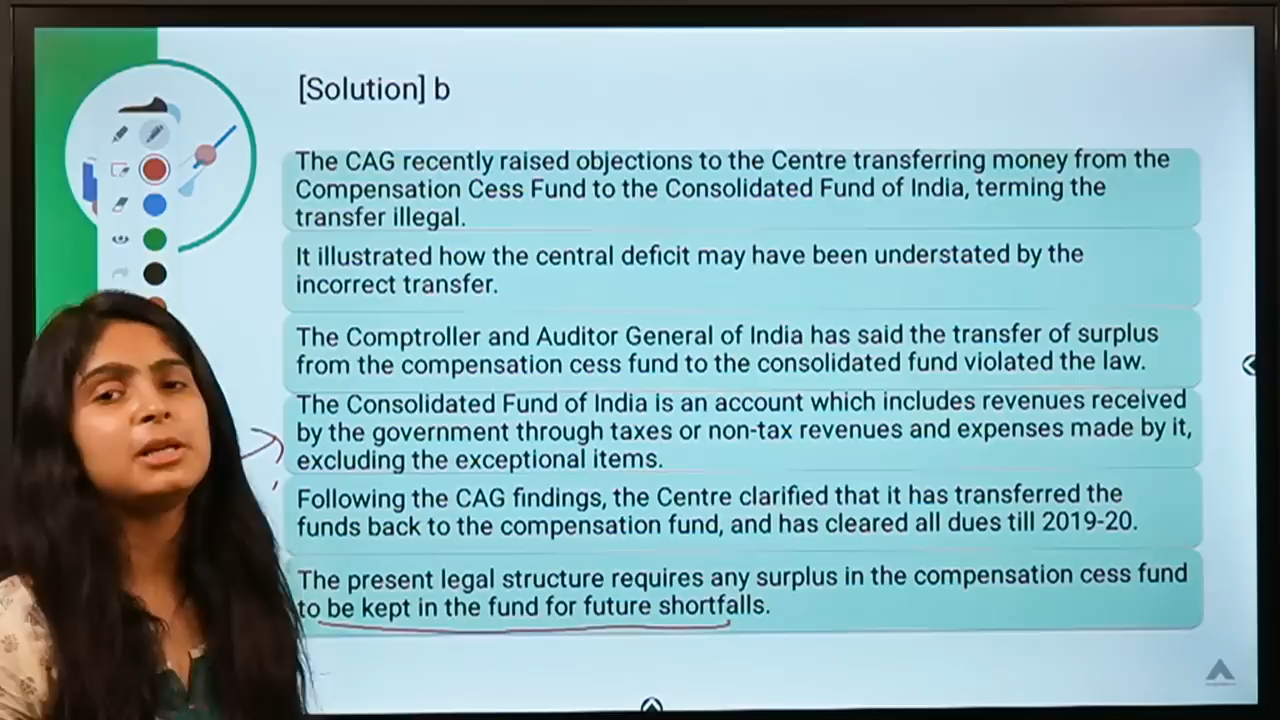 [Solution] b
The CAG recently raised objections to the Centre transferring money from the
Compensation Cess Fund to the Consolidated Fund of India, terming the
transfer illegal.
It illustrated how the central deficit may have been understated by the
incorrect transfer.
The Comptroller and Auditor General of India has said the transfer of surplus
from the compensation cess fund to the consolidated fund violated the law.
The Consolidated Fund of India is an account which includes revenues received
by the government through taxes or non-tax revenues and expenses made by it,
excluding the exceptional items.
Following the CAG findings, the Centre clarified that it has transferred the
funds back to the compensation fund, and has cleared all dues till 2019-20.
The present legal structure requires any surplus in the compensation cess fund
to be kept in the fund for future shortfalls.